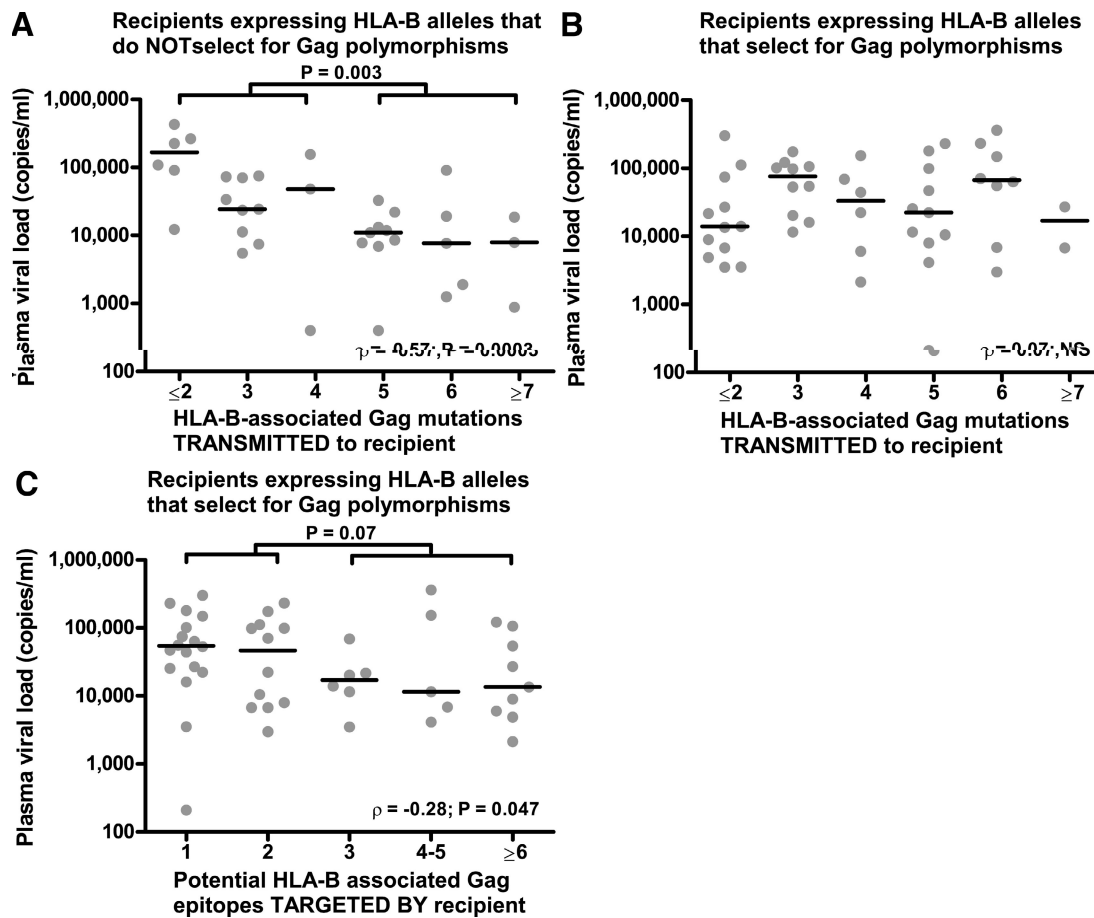 A
Recipients expressing HLA-B alleles that
do NOTselect for Gag polymorphisms
P = 0.003
Plasma viral load (copies/ml)
1,000,000
100,000
10,000
1,000
100
≤2 3 4 5 6 ≥7
HLA-B-associated Gag mutations
TRANSMITTED to recipient
B
Recipients expressing HLA-B alleles
that select for Gag polymorphisms
Plasma viral load (copies/ml)
1,000,000
100,000
10,000
1,000
100
≤2 3 4 5 6 ≥7
HLA-B-associated Gag mutations
TRANSMITTED to recipient
C
Recipients expressing HLA-B alleles
that select for Gag polymorphisms
P = 0.07
Plasma viral load (copies/ml)
1,000,000
100,000
10,000
1,000
100
ρ = -0.28; P = 0.047
1 2 3 4-5 ≥6
Potential HLA-B associated Gag
epitopes TARGETED BY recipient